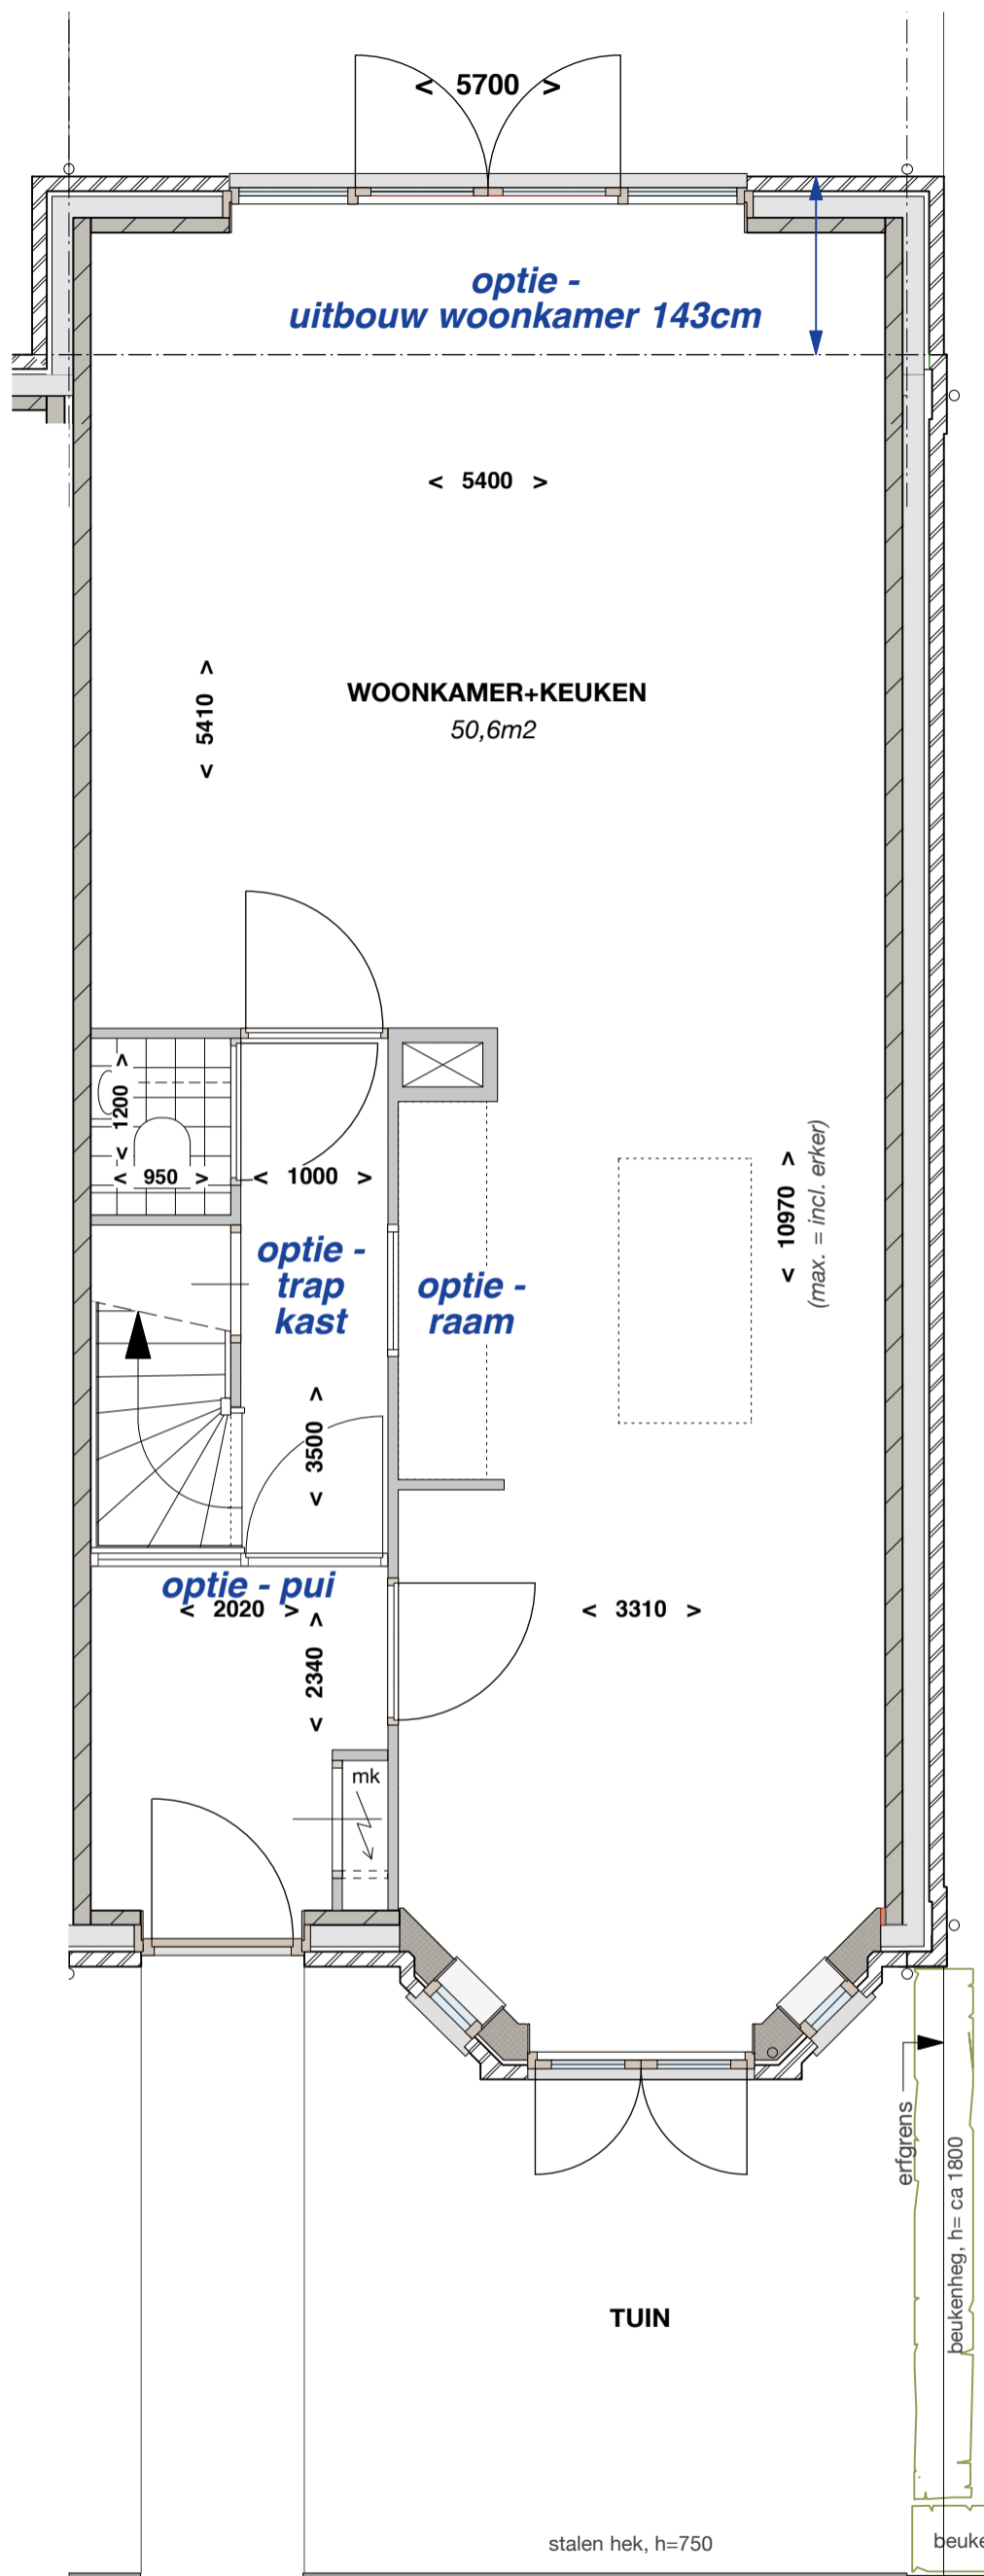 < 5700 >
optie -
uitbouw woonkamer 143cm
< 5400 >
< 5410 >
WOONKAMER+KEUKEN
50,6m2
< 1200 >
< 950 >
< 1000 >
optie -
trap
kast
optie -
raam
< 10970 >
(max. = incl. erker)
< 3500 >
optie - pui
< 2020 >
< 2340 >
< 3310 >
mk
erfgrens
beukenheg, h= ca 1800
TUIN
stalen hek, h=750
beuke